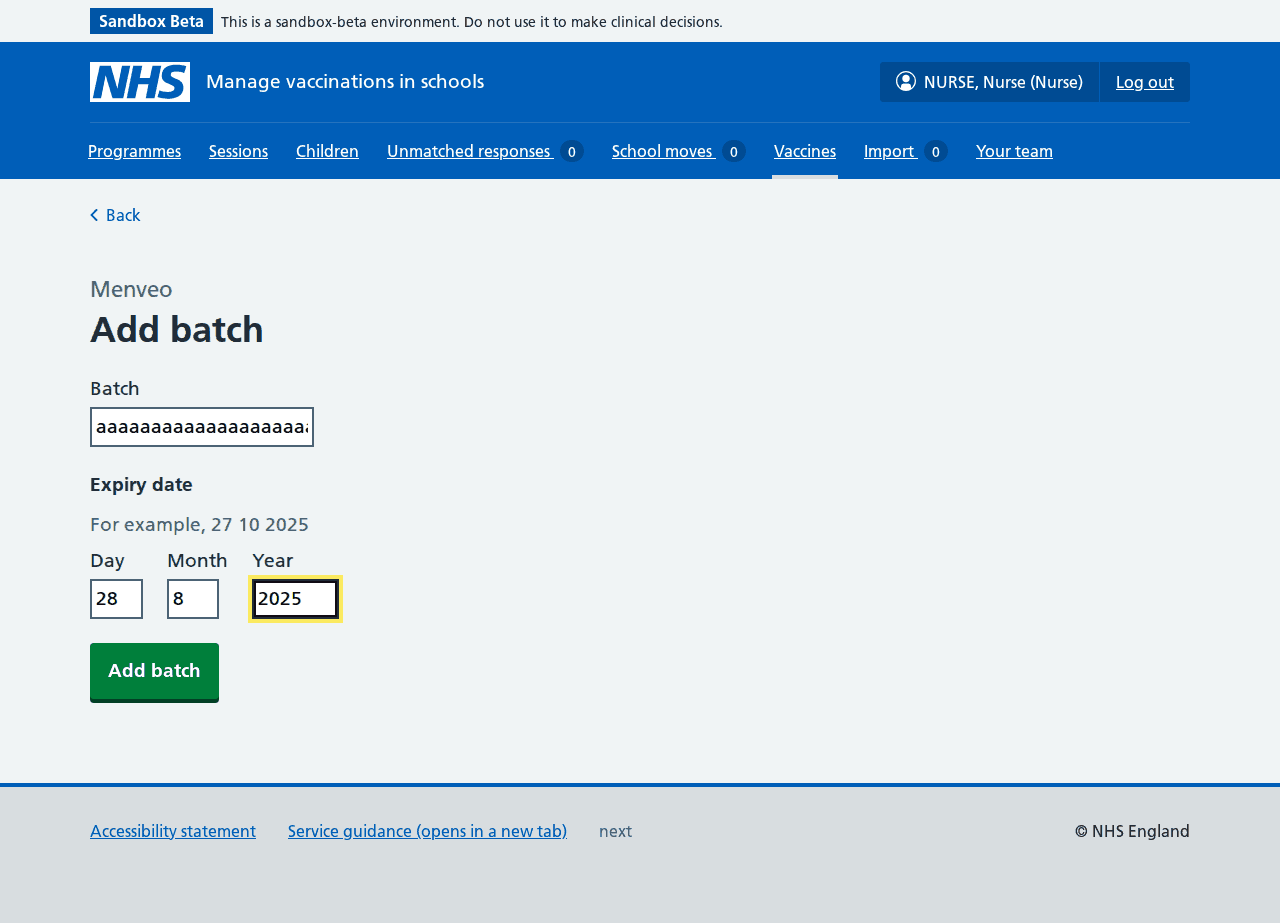 Sandbox Beta This is a sandbox-beta environment. Do not use it to make clinical decisions.
NHS Manage vaccinations in schools NURSE, Nurse (Nurse) Log out
Programmes Sessions Children Unmatched responses 0 School moves 0 Vaccines Import 0 Your team
Back
Menveo
Add batch
Batch
aaaaaaaaaaaaaaaaaaaa
Expiry date
For example, 27 10 2025
Day Month Year
28 8 2025
Add batch
Accessibility statement Service guidance (opens in a new tab) next © NHS England